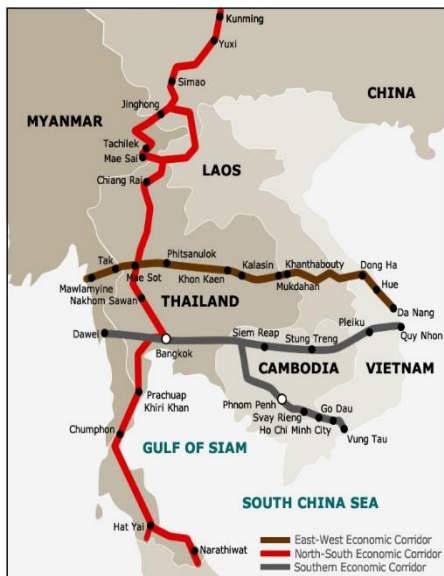 Kunming
Yuxi
CHINA
Simao
Jinghong
MYANMAR
Tachilek
Mae Sai
LAOS
Chiang Rai
Phitsanulok
Tak
Kalasin
Khanthabouty
Dong Ha
Khon Kaen
Mukdahan
Hue
Mae Sot
Mawlamyine
Nakhom Sawan
THAILAND
Da Nang
Dawei
Siem Reap
Stung Treng
Pleiku
Quy Nhon
Bangkok
CAMBODIA
VIETNAM
Phnom Penh
Svay Rieng
Go Dau
Ho Chi Minh City
Vung Tau
Prachuap
Khiri Khan
Chumphon
GULF OF SIAM
SOUTH CHINA SEA
Hat Yai
Narathiwat
East-West Economic Corridor
North-South Economic Corridor
Southern Economic Corridor